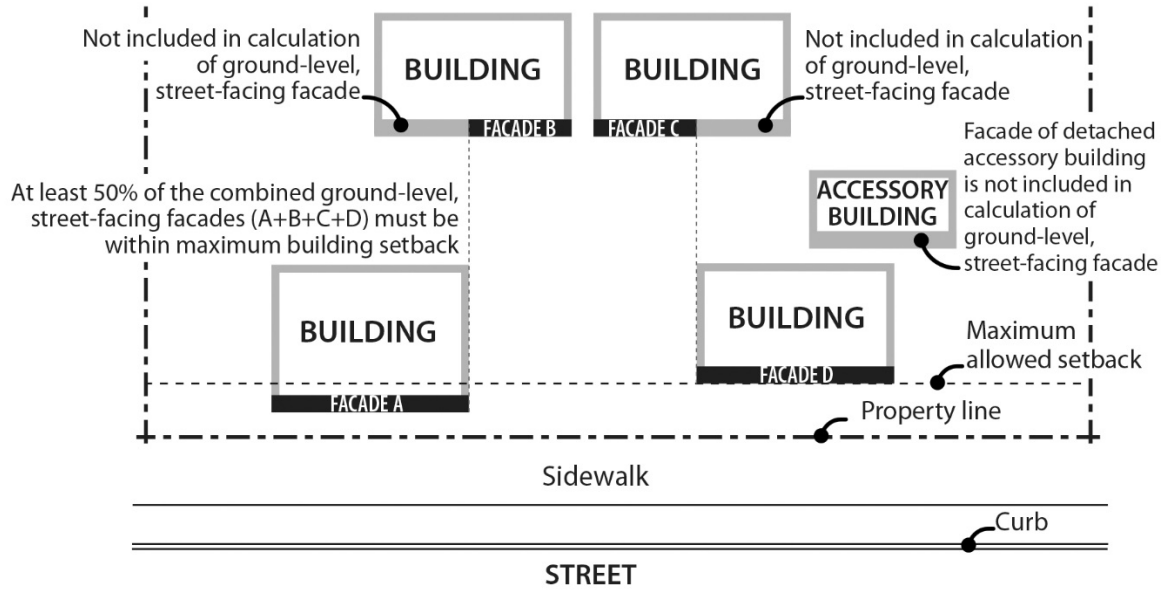 Not included in calculation
of ground-level,
street-facing facade
BUILDING
FACADE B
BUILDING
FACADE C
Not included in calculation
of ground-level,
street-facing facade
At least 50% of the combined ground-level,
street-facing facades (A+B+C+D) must be
within maximum building setback
ACCESSORY
BUILDING
Facade of detached
accessory building
is not included in
calculation of
ground-level,
street-facing facade
BUILDING
FACADE A
BUILDING
FACADE D
Maximum
allowed setback
Property line
Sidewalk
Curb
STREET